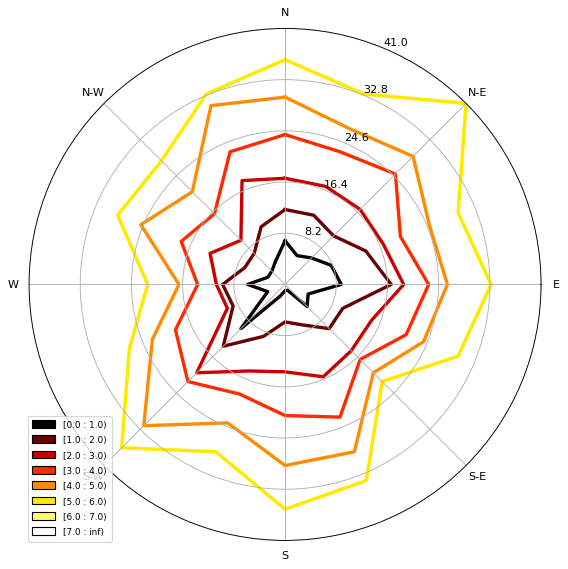 N
41.0
N-W
32.8
N-E
24.6
16.4
8.2
W
E
[0.0 : 1.0)
[1.0 : 2.0)
[2.0 : 3.0)
[3.0 : 4.0)
[4.0 : 5.0)
[5.0 : 6.0)
[6.0 : 7.0)
[7.0 : inf)
S-W
S-E
S